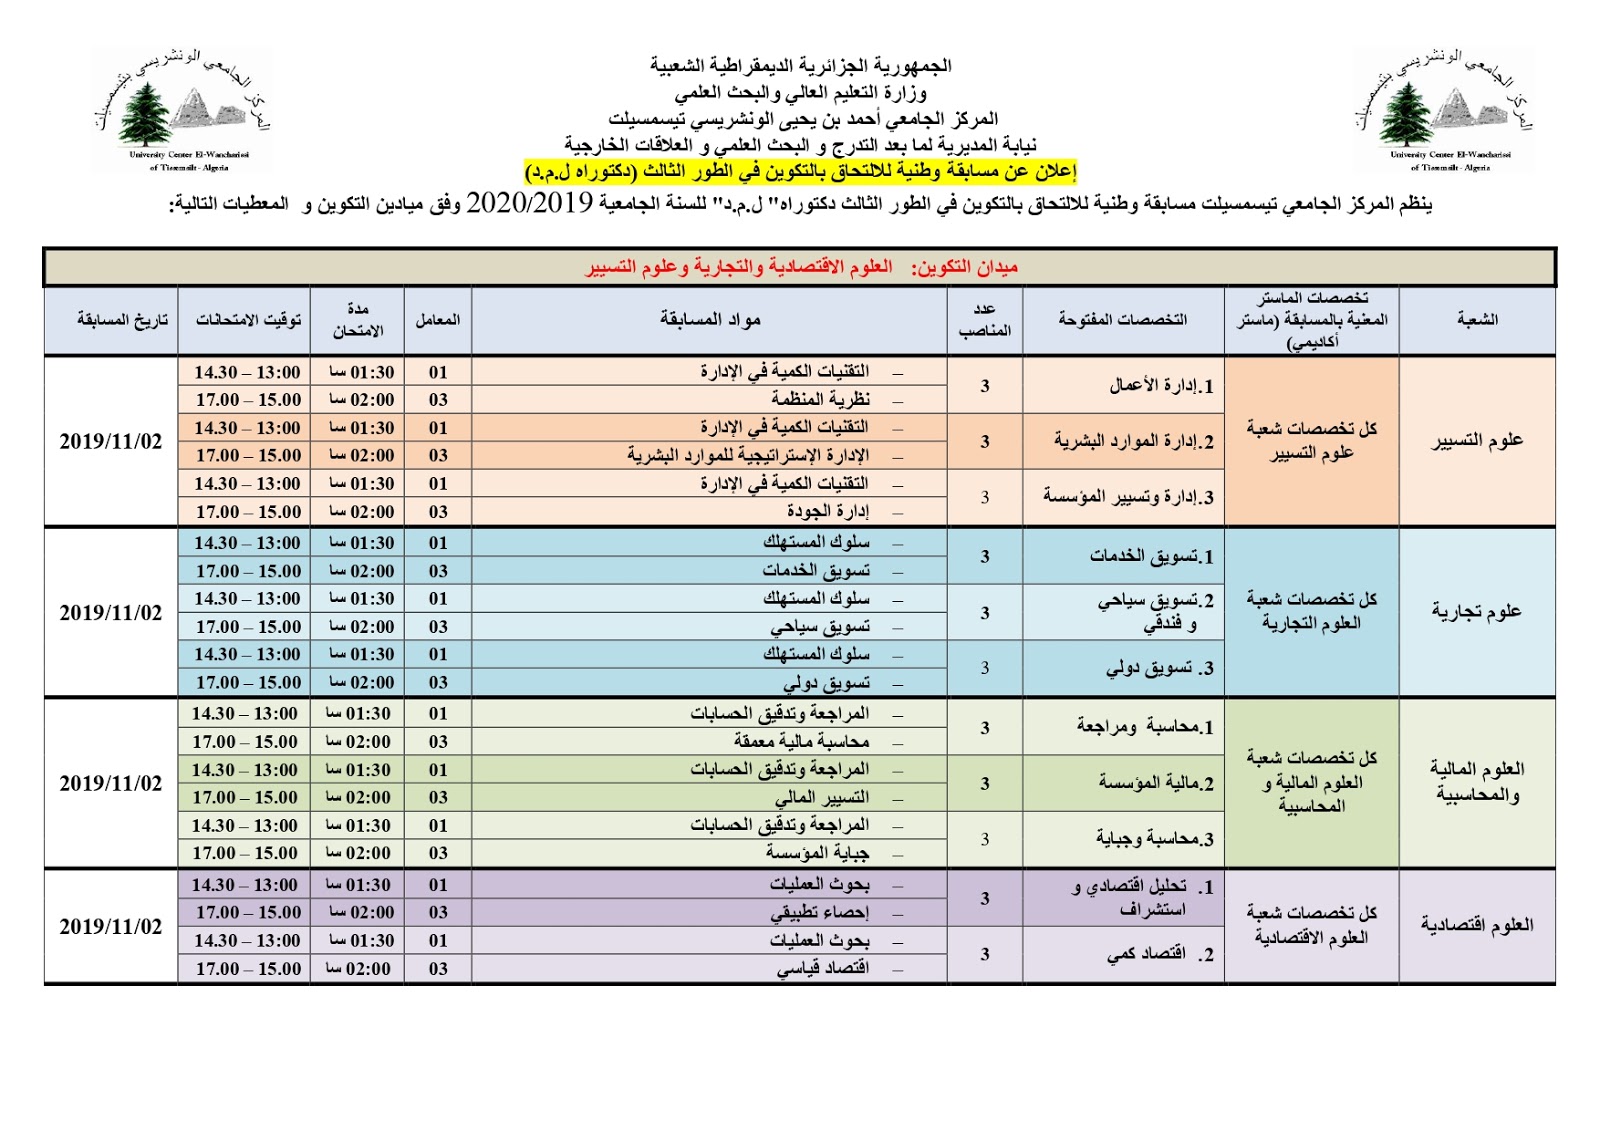 المركز الجامعي الونشريسي بتيسمسيلت
University Center El-Wancharissi
of Tissemsilt - Algeria
الجمهورية الجزائرية الديمقراطية الشعبية
وزارة التعليم العالي والبحث العلمي
المركز الجامعي أحمد بن يحيى الونشريسي تيسمسيلت
نيابة المديرية لما بعد التدرج و البحث العلمي و العلاقات الخارجية
إعلان عن مسابقة وطنية للالتحاق بالتكوين في الطور الثالث (دكتوراه ل.م.د)
المركز الجامعي الونشريسي بتيسمسيلت
University Center El-Wancharissi
of Tissemsilt - Algeria
ينظم المركز الجامعي تيسمسيلت مسابقة وطنية للالتحاق بالتكوين في الطور الثالث دكتوراه" ل.م.د" للسنة الجامعية 2020/2019 وفق ميادين التكوين و المعطيات التالية:
ميدان التكوين: العلوم الاقتصادية والتجارية وعلوم التسيير
الشعبة
تخصصات الماستر
المعنية بالمسابقة (ماستر
أكاديمي)
التخصصات المفتوحة
عدد
المناصب
مواد المسابقة
المعامل
مدة
الامتحان
توقيت الامتحانات
تاريخ المسابقة
علوم التسيير
كل تخصصات شعبة
علوم التسيير
1.إدارة الأعمال
3
– التقنيات الكمية في الإدارة
01
01:30 سا
13:00 – 14.30
– نظرية المنظمة
03
02:00 سا
15.00 – 17.00
2.إدارة الموارد البشرية
3
– التقنيات الكمية في الإدارة
01
01:30 سا
13:00 – 14.30
– الإدارة الإستراتيجية للموارد البشرية
03
02:00 سا
15.00 – 17.00
3.إدارة وتسيير المؤسسة
3
– التقنيات الكمية في الإدارة
01
01:30 سا
13:00 – 14.30
– إدارة الجودة
03
02:00 سا
15.00 – 17.00
2019/11/02
علوم تجارية
كل تخصصات شعبة
العلوم التجارية
1.تسويق الخدمات
3
– سلوك المستهلك
01
01:30 سا
13:00 – 14.30
– تسويق الخدمات
03
02:00 سا
15.00 – 17.00
2.تسويق سياحي
و فندقي
3
– سلوك المستهلك
01
01:30 سا
13:00 – 14.30
– تسويق سياحي
03
02:00 سا
15.00 – 17.00
3. تسويق دولي
3
– سلوك المستهلك
01
01:30 سا
13:00 – 14.30
– تسويق دولي
03
02:00 سا
15.00 – 17.00
2019/11/02
العلوم المالية
والمحاسبية
كل تخصصات شعبة
العلوم المالية و
المحاسبية
1.محاسبة ومراجعة
3
– المراجعة وتدقيق الحسابات
01
01:30 سا
13:00 – 14.30
– محاسبة مالية معمقة
03
02:00 سا
15.00 – 17.00
2.مالية المؤسسة
3
– المراجعة وتدقيق الحسابات
01
01:30 سا
13:00 – 14.30
– التسيير المالي
03
02:00 سا
15.00 – 17.00
3.محاسبة وجباية
3
– المراجعة وتدقيق الحسابات
01
01:30 سا
13:00 – 14.30
– جباية المؤسسة
03
02:00 سا
15.00 – 17.00
2019/11/02
العلوم اقتصادية
كل تخصصات شعبة
العلوم الاقتصادية
1. تحليل اقتصادي و
استشراف
3
– بحوث العمليات
01
01:30 سا
13:00 – 14.30
– إحصاء تطبيقي
03
02:00 سا
15.00 – 17.00
2. اقتصاد كمي
3
– بحوث العمليات
01
01:30 سا
13:00 – 14.30
– اقتصاد قياسي
03
02:00 سا
15.00 – 17.00
2019/11/02